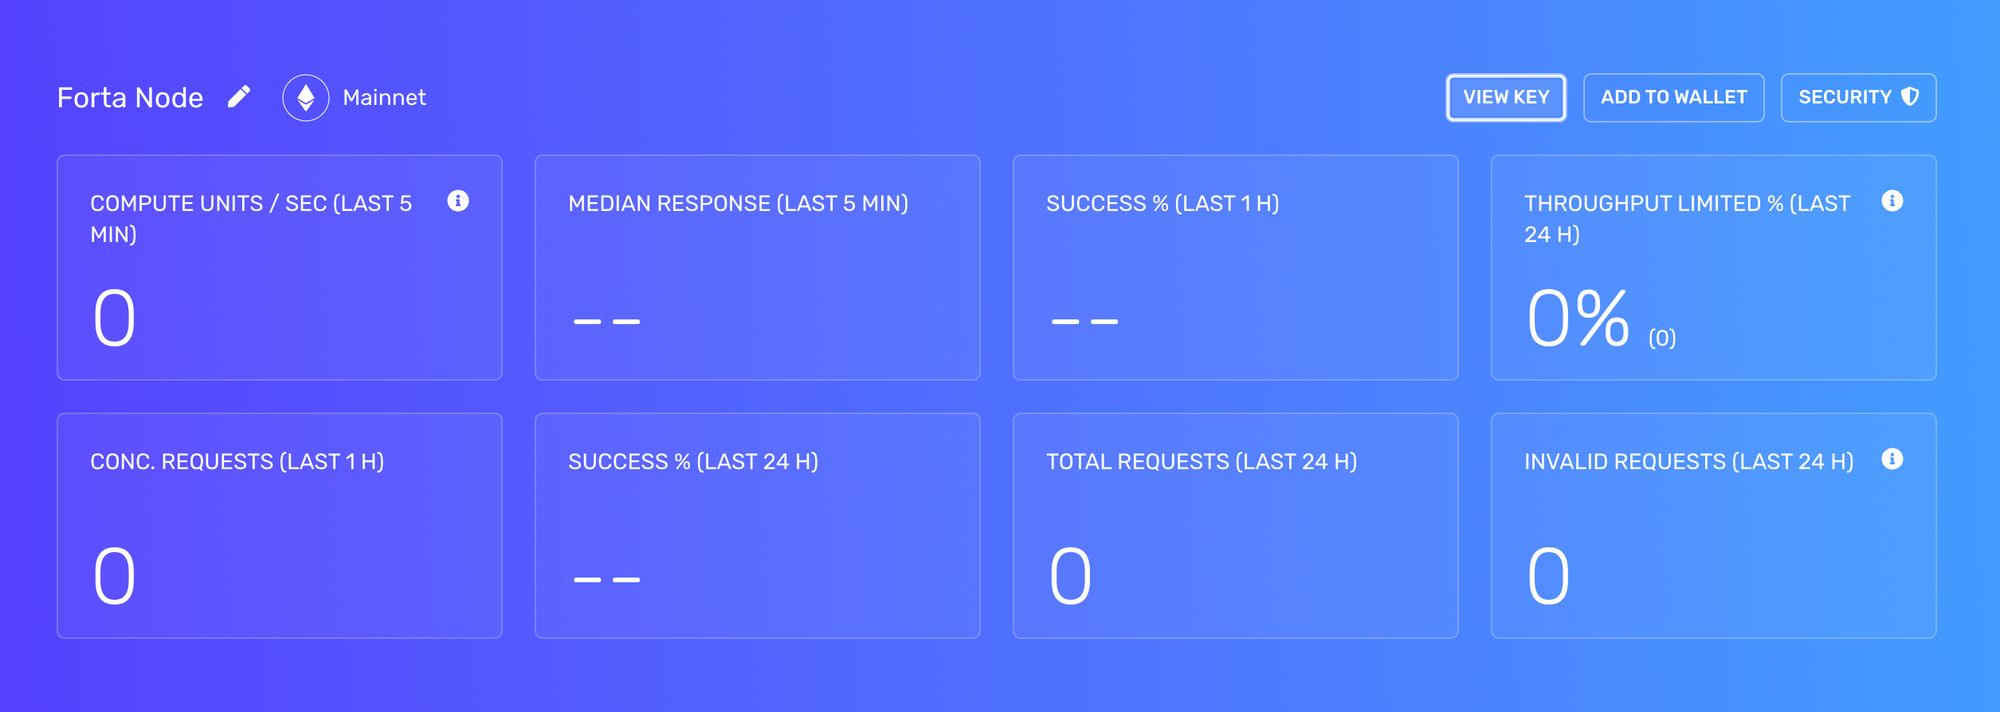 Forta Node
Mainnet
VIEW KEY
ADD TO WALLET
SECURITY
COMPUTE UNITS / SEC (LAST 5
MIN)
0
MEDIAN RESPONSE (LAST 5 MIN)
--
SUCCESS % (LAST 1 H)
--
THROUGHPUT LIMITED % (LAST
24 H)
0% (0)
CONC. REQUESTS (LAST 1 H)
0
SUCCESS % (LAST 24 H)
--
TOTAL REQUESTS (LAST 24 H)
0
INVALID REQUESTS (LAST 24 H)
0